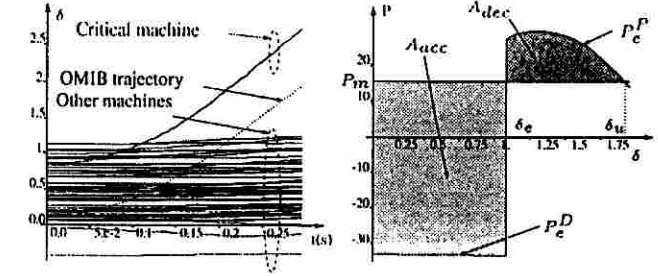 δ
2.5
Critical machine
2.
OMIB trajectory
1.5
Other machines
1.
0.5
0.0
0.0 5.e-2 0.1 0.15 0.2 0.25 t(s)
P
A_dec
P_e^P
20
A_acc
P_m
10
δ_e δ_u
0.25 0.5 0.75 1. 1.25 1.5 1.75 δ
-10
-20
-30
P_e^D